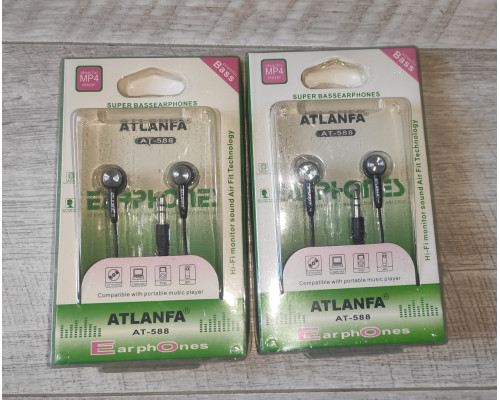 MP4
Bass
SUPER BASSEARPHONES
ATLANFA®
AT-588
EARPHONES
Hi-Fi monitor sound Air Fit Technology
Compatible with portable music player
ATLANFA®
AT-588
EarphOnes
MP4
Bass
SUPER BASSEARPHONES
ATLANFA®
AT-588
EARPHONES
Hi-Fi monitor sound Air Fit Technology
Compatible with portable music player
ATLANFA®
AT-588
EarphOnes